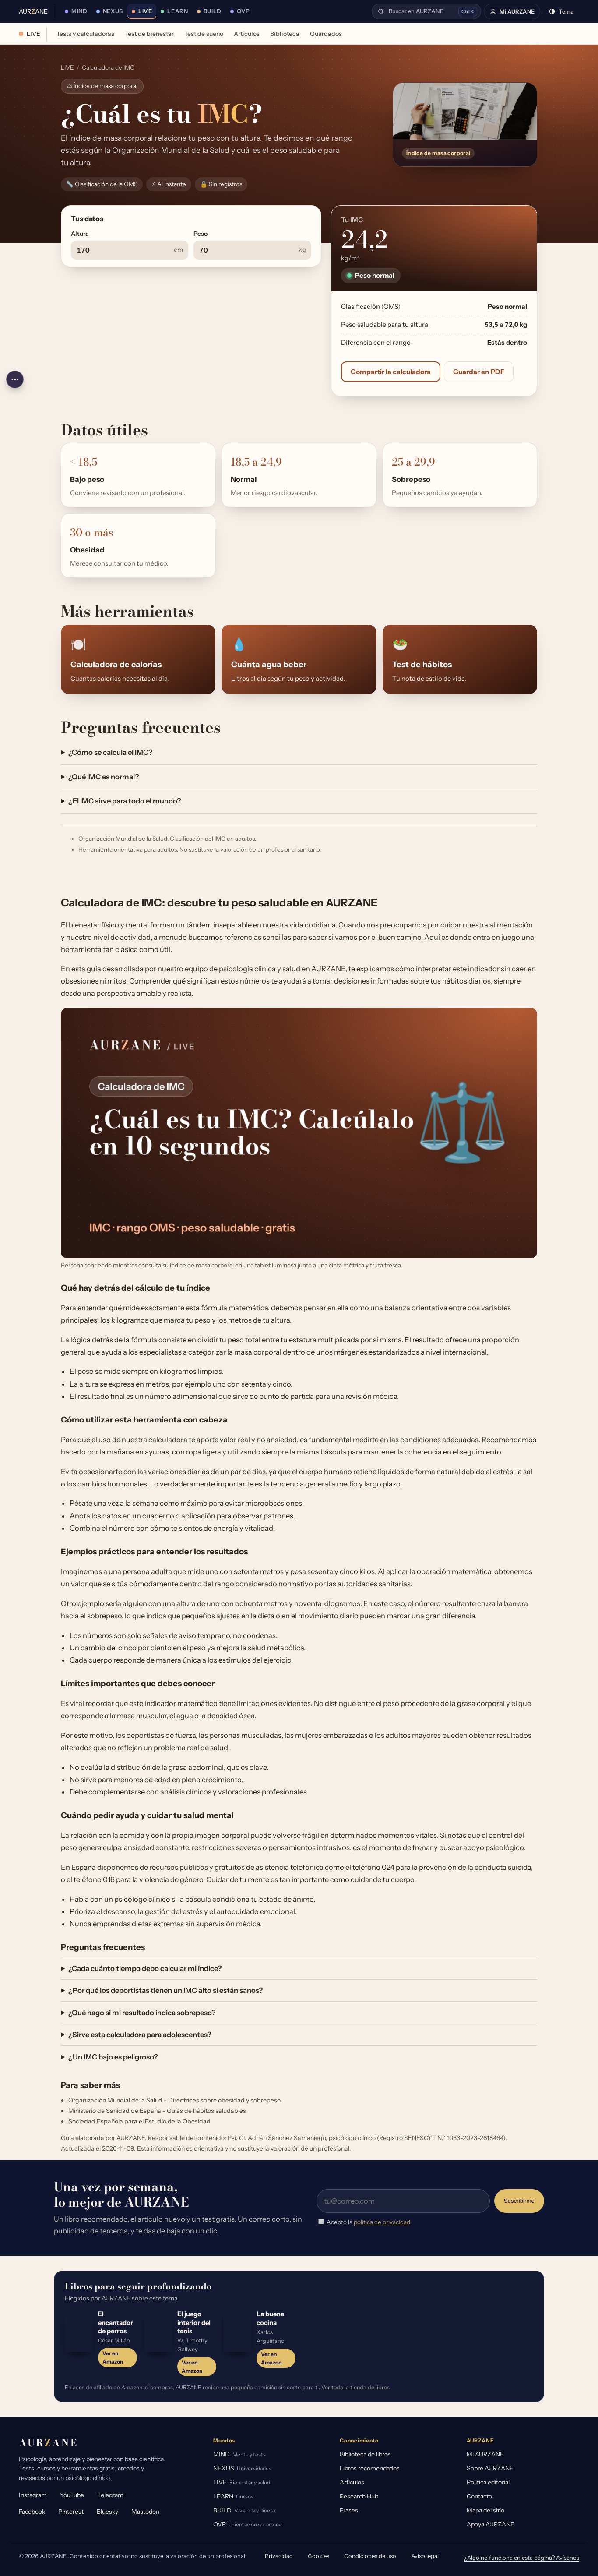 AURZANE
MIND NEXUS LIVE LEARN BUILD OVP
Buscar en AURZANE Ctrl K
Mi AURZANE
Tema
LIVE
Tests y calculadoras Test de bienestar Test de sueño Artículos Biblioteca Guardados
LIVE / Calculadora de IMC
Índice de masa corporal
¿Cuál es tu IMC?
El índice de masa corporal relaciona tu peso con tu altura. Te decimos en qué rango
estás según la Organización Mundial de la Salud y cuál es el peso saludable para
tu altura.
Clasificación de la OMS
Al instante
Sin registros
Índice de masa corporal
Tus datos
Altura Peso
170 cm 70 kg
Tu IMC
24,2
kg/m²
Peso normal
Clasificación (OMS) Peso normal
Peso saludable para tu altura 53,5 a 72,0 kg
Diferencia con el rango Estás dentro
Compartir la calculadora Guardar en PDF
Datos útiles
< 18,5
Bajo peso
Conviene revisarlo con un profesional.
18,5 a 24,9
Normal
Menor riesgo cardiovascular.
25 a 29,9
Sobrepeso
Pequeños cambios ya ayudan.
30 o más
Obesidad
Merece consultar con tu médico.
Más herramientas
Calculadora de calorías
Cuántas calorías necesitas al día.
Cuánta agua beber
Litros al día según tu peso y actividad.
Test de hábitos
Tu nota de estilo de vida.
Preguntas frecuentes
¿Cómo se calcula el IMC?
¿Qué IMC es normal?
¿El IMC sirve para todo el mundo?
Organización Mundial de la Salud. Clasificación del IMC en adultos.
Herramienta orientativa para adultos. No sustituye la valoración de un profesional sanitario.
Calculadora de IMC: descubre tu peso saludable en AURZANE
El bienestar físico y mental forman un tándem inseparable en nuestra vida cotidiana. Cuando nos preocupamos por cuidar nuestra alimentación
y nuestro nivel de actividad, a menudo buscamos referencias sencillas para saber si vamos por el buen camino. Aquí es donde entra en juego una
herramienta tan clásica como útil.
En esta guía desarrollada por nuestro equipo de psicología clínica y salud en AURZANE, te explicamos cómo interpretar este indicador sin caer en
obsesiones ni mitos. Comprender qué significan estos números te ayudará a tomar decisiones informadas sobre tus hábitos diarios, siempre
desde una perspectiva amable y realista.
AURZANE / LIVE
Calculadora de IMC
¿Cuál es tu IMC? Calcúlalo
en 10 segundos
IMC · rango OMS · peso saludable · gratis
Persona sonriendo mientras consulta su índice de masa corporal en una tablet luminosa junto a una cinta métrica y fruta fresca.
Qué hay detrás del cálculo de tu índice
Para entender qué mide exactamente esta fórmula matemática, debemos pensar en ella como una balanza orientativa entre dos variables
principales: los kilogramos que marca tu peso y los metros de tu altura.
La lógica detrás de la fórmula consiste en dividir tu peso total entre tu estatura multiplicada por sí misma. El resultado ofrece una proporción
general que ayuda a los especialistas a categorizar la masa corporal dentro de unos márgenes estandarizados a nivel internacional.
El peso se mide siempre en kilogramos limpios.
La altura se expresa en metros, por ejemplo uno con setenta y cinco.
El resultado final es un número adimensional que sirve de punto de partida para una revisión médica.
Cómo utilizar esta herramienta con cabeza
Para que el uso de nuestra calculadora te aporte valor real y no ansiedad, es fundamental medirte en las condiciones adecuadas. Recomendamos
hacerlo por la mañana en ayunas, con ropa ligera y utilizando siempre la misma báscula para mantener la coherencia en el seguimiento.
Evita obsesionarte con las variaciones diarias de un par de días, ya que el cuerpo humano retiene líquidos de forma natural debido al estrés, la sal
o los cambios hormonales. Lo verdaderamente importante es la tendencia general a medio y largo plazo.
Pésate una vez a la semana como máximo para evitar microobsesiones.
Anota los datos en un cuaderno o aplicación para observar patrones.
Combina el número con cómo te sientes de energía y vitalidad.
Ejemplos prácticos para entender los resultados
Imaginemos a una persona adulta que mide uno con setenta metros y pesa sesenta y cinco kilos. Al aplicar la operación matemática, obtenemos
un valor que se sitúa cómodamente dentro del rango considerado normativo por las autoridades sanitarias.
Otro ejemplo sería alguien con una altura de uno con ochenta metros y noventa kilogramos. En este caso, el número resultante cruza la barrera
hacia el sobrepeso, lo que indica que pequeños ajustes en la dieta o en el movimiento diario pueden marcar una gran diferencia.
Los números son solo señales de aviso temprano, no condenas.
Un cambio del cinco por ciento en el peso ya mejora la salud metabólica.
Cada cuerpo responde de manera única a los estímulos del ejercicio.
Límites importantes que debes conocer
Es vital recordar que este indicador matemático tiene limitaciones evidentes. No distingue entre el peso procedente de la grasa corporal y el que
corresponde a la masa muscular, el agua o la densidad ósea.
Por este motivo, los deportistas de fuerza, las personas musculadas, las mujeres embarazadas o los adultos mayores pueden obtener resultados
alterados que no reflejan un problema real de salud.
No evalúa la distribución de la grasa abdominal, que es clave.
No sirve para menores de edad en pleno crecimiento.
Debe complementarse con análisis clínicos y valoraciones profesionales.
Cuándo pedir ayuda y cuidar tu salud mental
La relación con la comida y con la propia imagen corporal puede volverse frágil en determinados momentos vitales. Si notas que el control del
peso genera culpa, ansiedad constante, restricciones severas o pensamientos intrusivos, es el momento de frenar y buscar apoyo psicológico.
En España disponemos de recursos públicos y gratuitos de asistencia telefónica como el teléfono 024 para la prevención de la conducta suicida,
o el teléfono 016 para la violencia de género. Cuidar de tu mente es tan importante como cuidar de tu cuerpo.
Habla con un psicólogo clínico si la báscula condiciona tu estado de ánimo.
Prioriza el descanso, la gestión del estrés y el autocuidado emocional.
Nunca emprendas dietas extremas sin supervisión médica.
Preguntas frecuentes
¿Cada cuánto tiempo debo calcular mi índice?
¿Por qué los deportistas tienen un IMC alto si están sanos?
¿Qué hago si mi resultado indica sobrepeso?
¿Sirve esta calculadora para adolescentes?
¿Un IMC bajo es peligroso?
Para saber más
Organización Mundial de la Salud – Directrices sobre obesidad y sobrepeso
Ministerio de Sanidad de España – Guías de hábitos saludables
Sociedad Española para el Estudio de la Obesidad
Guía elaborada por AURZANE. Responsable del contenido: Psi. Cl. Adrián Sánchez Samaniego, psicólogo clínico (Registro SENESCYT N.º 1033-2023-2618464).
Actualizada el 2026-11-09. Esta información es orientativa y no sustituye la valoración de un profesional.
Una vez por semana,
lo mejor de AURZANE
Un libro recomendado, el artículo nuevo y un test gratis. Un correo corto, sin
publicidad de terceros, y te das de baja con un clic.
tu@correo.com
Suscribirme
Acepto la política de privacidad
Libros para seguir profundizando
Elegidos por AURZANE sobre este tema.
El
encantador
de perros
César Millán
Ver en
Amazon
El juego
interior del
tenis
W. Timothy
Gallwey
Ver en
Amazon
La buena
cocina
Karlos
Arguiñano
Ver en
Amazon
Enlaces de afiliado de Amazon: si compras, AURZANE recibe una pequeña comisión sin coste para ti. Ver toda la tienda de libros
AURZANE
Psicología, aprendizaje y bienestar con base científica.
Tests, cursos y herramientas gratis, creados y
revisados por un psicólogo clínico.
Instagram YouTube Telegram
Facebook Pinterest Bluesky Mastodon
Mundos
MIND Mente y tests
NEXUS Universidades
LIVE Bienestar y salud
LEARN Cursos
BUILD Vivienda y dinero
OVP Orientación vocacional
Conocimiento
Biblioteca de libros
Libros recomendados
Artículos
Research Hub
Frases
AURZANE
Mi AURZANE
Sobre AURZANE
Política editorial
Contacto
Mapa del sitio
Apoya AURZANE
© 2026 AURZANE · Contenido orientativo: no sustituye la valoración de un profesional.
Privacidad Cookies Condiciones de uso Aviso legal
¿Algo no funciona en esta página? Avísanos